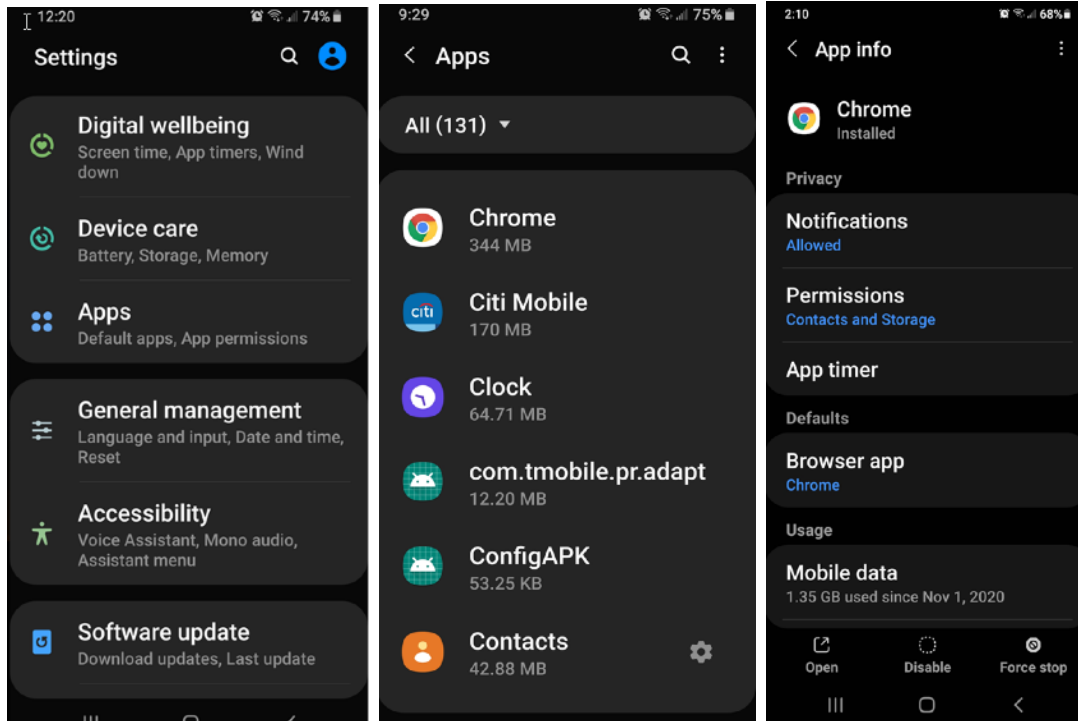 12:20 74%
Settings
Digital wellbeing
Screen time, App timers, Wind
down
Device care
Battery, Storage, Memory
Apps
Default apps, App permissions
General management
Language and input, Date and time,
Reset
Accessibility
Voice Assistant, Mono audio,
Assistant menu
Software update
Download updates, Last update
9:29 75%
Apps
All (131)
Chrome
344 MB
citi
Citi Mobile
170 MB
Clock
64.71 MB
com.tmobile.pr.adapt
12.20 MB
ConfigAPK
53.25 KB
Contacts
42.88 MB
2:10 68%
App info
Chrome
Installed
Privacy
Notifications
Allowed
Permissions
Contacts and Storage
App timer
Defaults
Browser app
Chrome
Usage
Mobile data
1.35 GB used since Nov 1, 2020
Open Disable Force stop